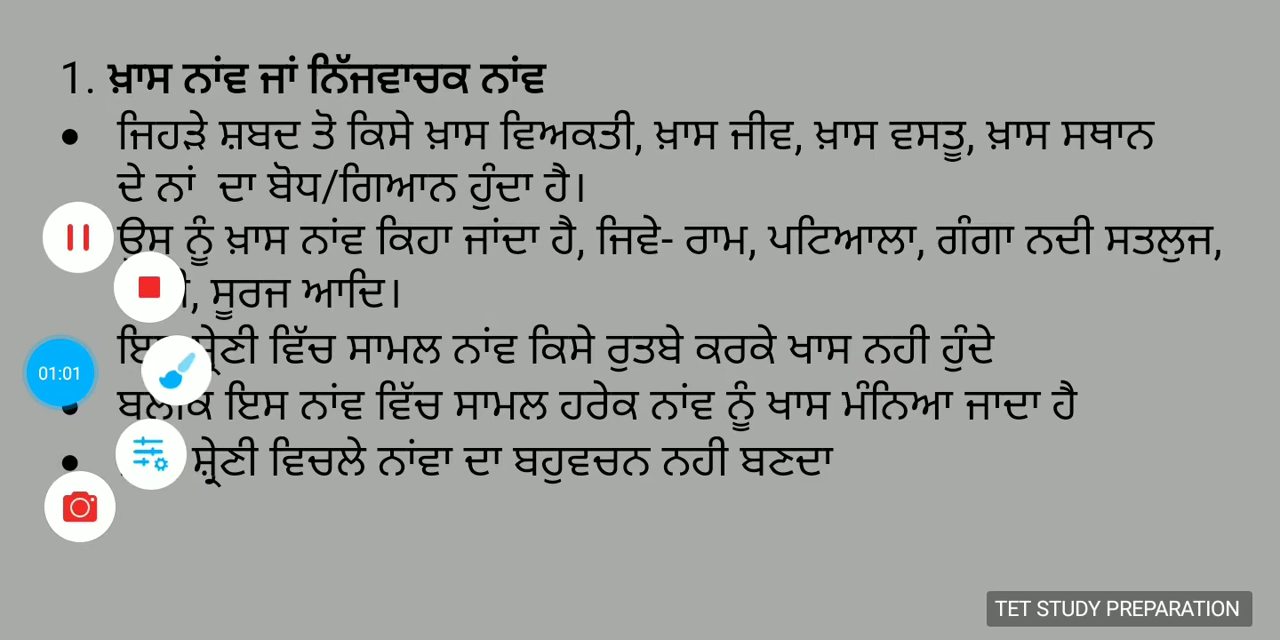 1. ਖ਼ਾਸ ਨਾਂਵ ਜਾਂ ਨਿੱਜਵਾਚਕ ਨਾਂਵ
ਜਿਹੜੇ ਸ਼ਬਦ ਤੋ ਕਿਸੇ ਖ਼ਾਸ ਵਿਅਕਤੀ, ਖ਼ਾਸ ਜੀਵ, ਖ਼ਾਸ ਵਸਤੂ, ਖ਼ਾਸ ਸਥਾਨ
ਦੇ ਨਾਂ ਦਾ ਬੋਧ/ਗਿਆਨ ਹੁੰਦਾ ਹੈ।
ਉਸ ਨੂੰ ਖ਼ਾਸ ਨਾਂਵ ਕਿਹਾ ਜਾਂਦਾ ਹੈ, ਜਿਵੇ- ਰਾਮ, ਪਟਿਆਲਾ, ਗੰਗਾ ਨਦੀ ਸਤਲੁਜ,
ਸੂਰਜ ਆਦਿ।
ਸ਼੍ਰੇਣੀ ਵਿੱਚ ਸਾਮਲ ਨਾਂਵ ਕਿਸੇ ਰੁਤਬੇ ਕਰਕੇ ਖਾਸ ਨਹੀ ਹੁੰਦੇ
ਬਲਕਿ ਇਸ ਨਾਂਵ ਵਿੱਚ ਸਾਮਲ ਹਰੇਕ ਨਾਂਵ ਨੂੰ ਖਾਸ ਮੰਨਿਆ ਜਾਦਾ ਹੈ
ਸ਼੍ਰੇਣੀ ਵਿਚਲੇ ਨਾਂਵਾ ਦਾ ਬਹੁਵਚਨ ਨਹੀ ਬਣਦਾ
01:01
TET STUDY PREPARATION